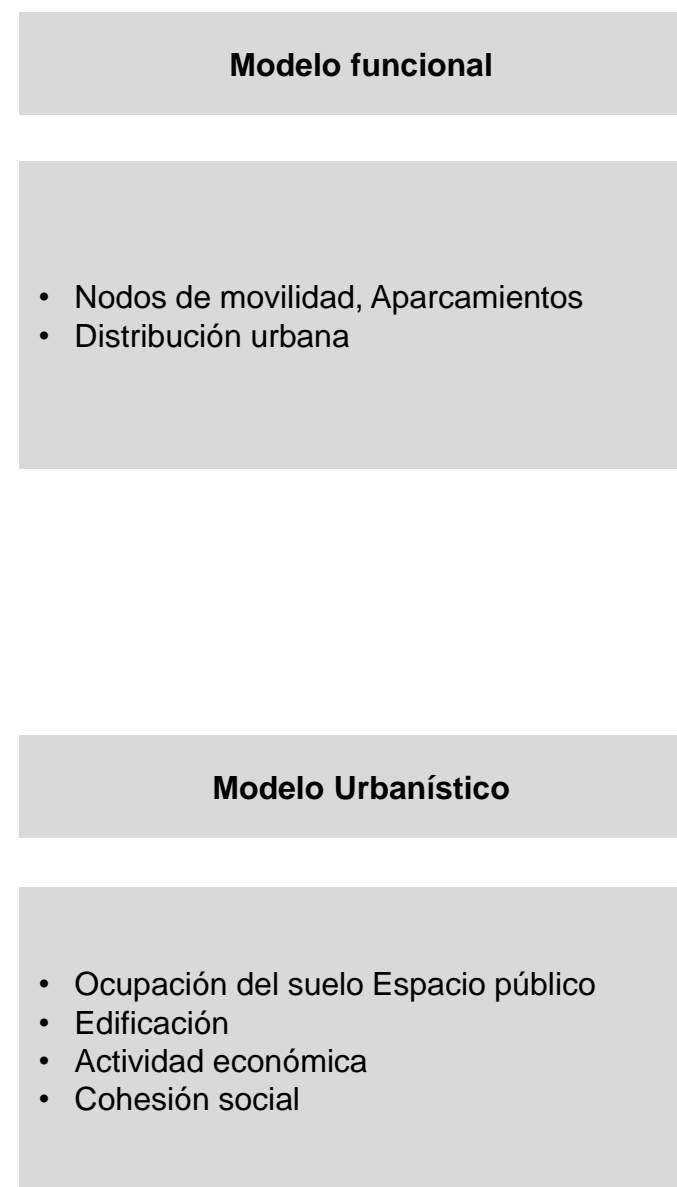 Modelo funcional
• Nodos de movilidad, Aparcamientos
• Distribución urbana
Modelo Urbanístico
• Ocupación del suelo Espacio público
• Edificación
• Actividad económica
• Cohesión social